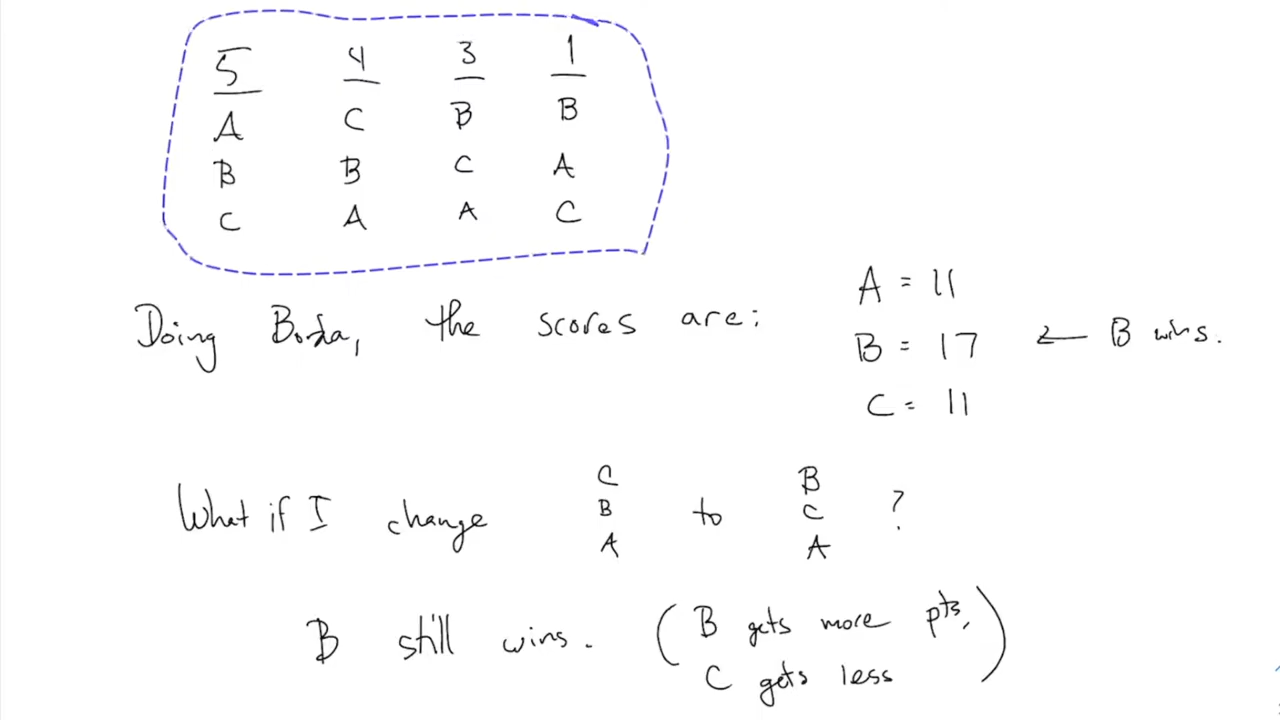 5 4 3 1
A C B B
B B C A
C A A C
Doing Borda, the scores are:
A = 11
B = 17 ← B wins.
C = 11
What if I change C B A to B C A ?
B still wins. (B gets more pts, C gets less)